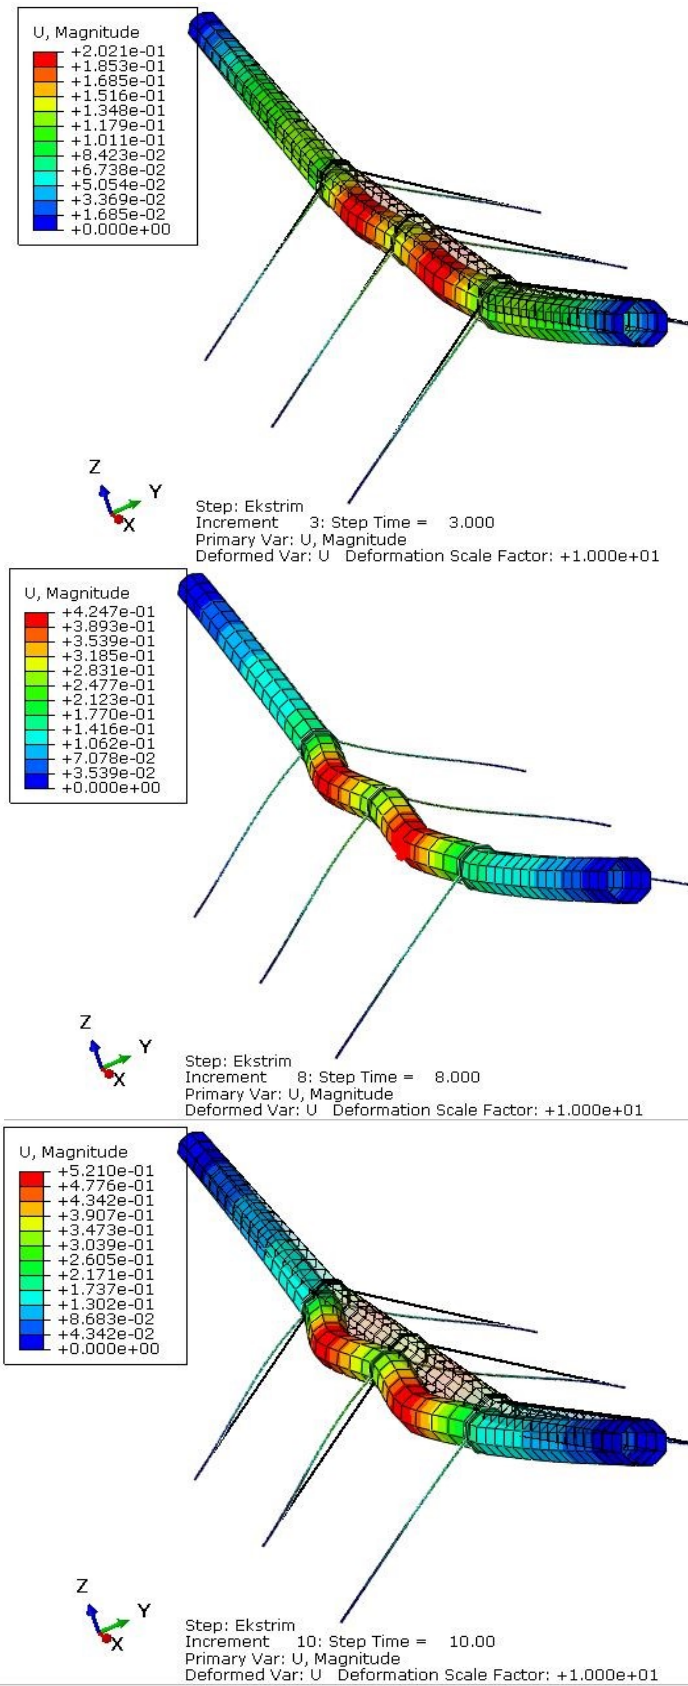 U, Magnitude
+2.021e-01
+1.853e-01
+1.685e-01
+1.516e-01
+1.348e-01
+1.179e-01
+1.011e-01
+8.423e-02
+6.738e-02
+5.054e-02
+3.369e-02
+1.685e-02
+0.000e+00
Z
Y
X
Step: Ekstrim
Increment 3: Step Time = 3.000
Primary Var: U, Magnitude
Deformed Var: U Deformation Scale Factor: +1.000e+01
U, Magnitude
+4.247e-01
+3.893e-01
+3.539e-01
+3.185e-01
+2.831e-01
+2.477e-01
+2.123e-01
+1.770e-01
+1.416e-01
+1.062e-01
+7.078e-02
+3.539e-02
+0.000e+00
Z
Y
X
Step: Ekstrim
Increment 8: Step Time = 8.000
Primary Var: U, Magnitude
Deformed Var: U Deformation Scale Factor: +1.000e+01
U, Magnitude
+5.210e-01
+4.776e-01
+4.342e-01
+3.907e-01
+3.473e-01
+3.039e-01
+2.605e-01
+2.171e-01
+1.737e-01
+1.302e-01
+8.683e-02
+4.342e-02
+0.000e+00
Z
Y
X
Step: Ekstrim
Increment 10: Step Time = 10.00
Primary Var: U, Magnitude
Deformed Var: U Deformation Scale Factor: +1.000e+01